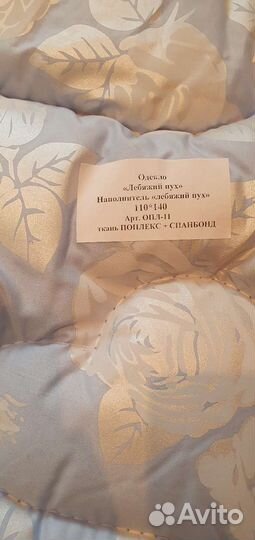 Одеяло
«Лебяжий пух»
Наполнитель «лебяжий пух»
110*140
Арт. ОПЛ-11
ткань ПОПЛЕКС + СПАНБОНД
Avito